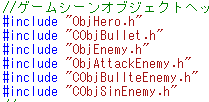 //ゲームシーンオブジェクトヘッ
#include "ObjHero.h"
#include "CObjBullet.h"
#include "ObjEnemy.h"
#include "ObjAttackEnemy.h"
#include "CObjBullteEnemy.h"
#include "CObjSinEnemy.h"